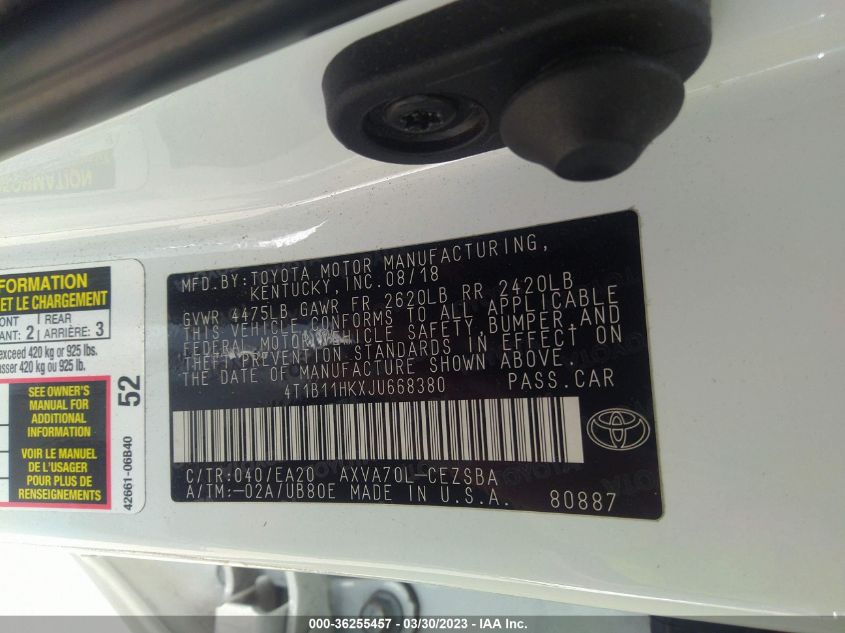 FORMATION
FORMATION
ET LE CHARGEMENT
REAR
2 ARRIÈRE: 3
exceed 420 kg or 925 lbs.
420 kg ou 925 lb.
SEE OWNER'S
MANUAL FOR
ADDITIONAL
INFORMATION
VOIR LE MANUEL
DE L'USAGER
POUR PLUS DE
RENSEIGNEMENTS
52
42661-06B40
MFD.BY: TOYOTA MOTOR MANUFACTURING,
KENTUCKY, INC. 08/18
GVWR 4475LB GAWR FR 2620LB RR 2420LB
THIS VEHICLE CONFORMS TO ALL APPLICABLE
FEDERAL MOTOR VEHICLE SAFETY, BUMPER, AND
THEFT PREVENTION STANDARDS IN EFFECT ON
THE DATE OF MANUFACTURE SHOWN ABOVE.
4T1B11HKXJU668380 PASS.CAR
C/TR:040/EA20 AXVA70L-CEZSBA
A/TM:-02A/UB80E MADE IN U.S.A. 80887
000-36255457 - 03/30/2023 - IAA Inc.